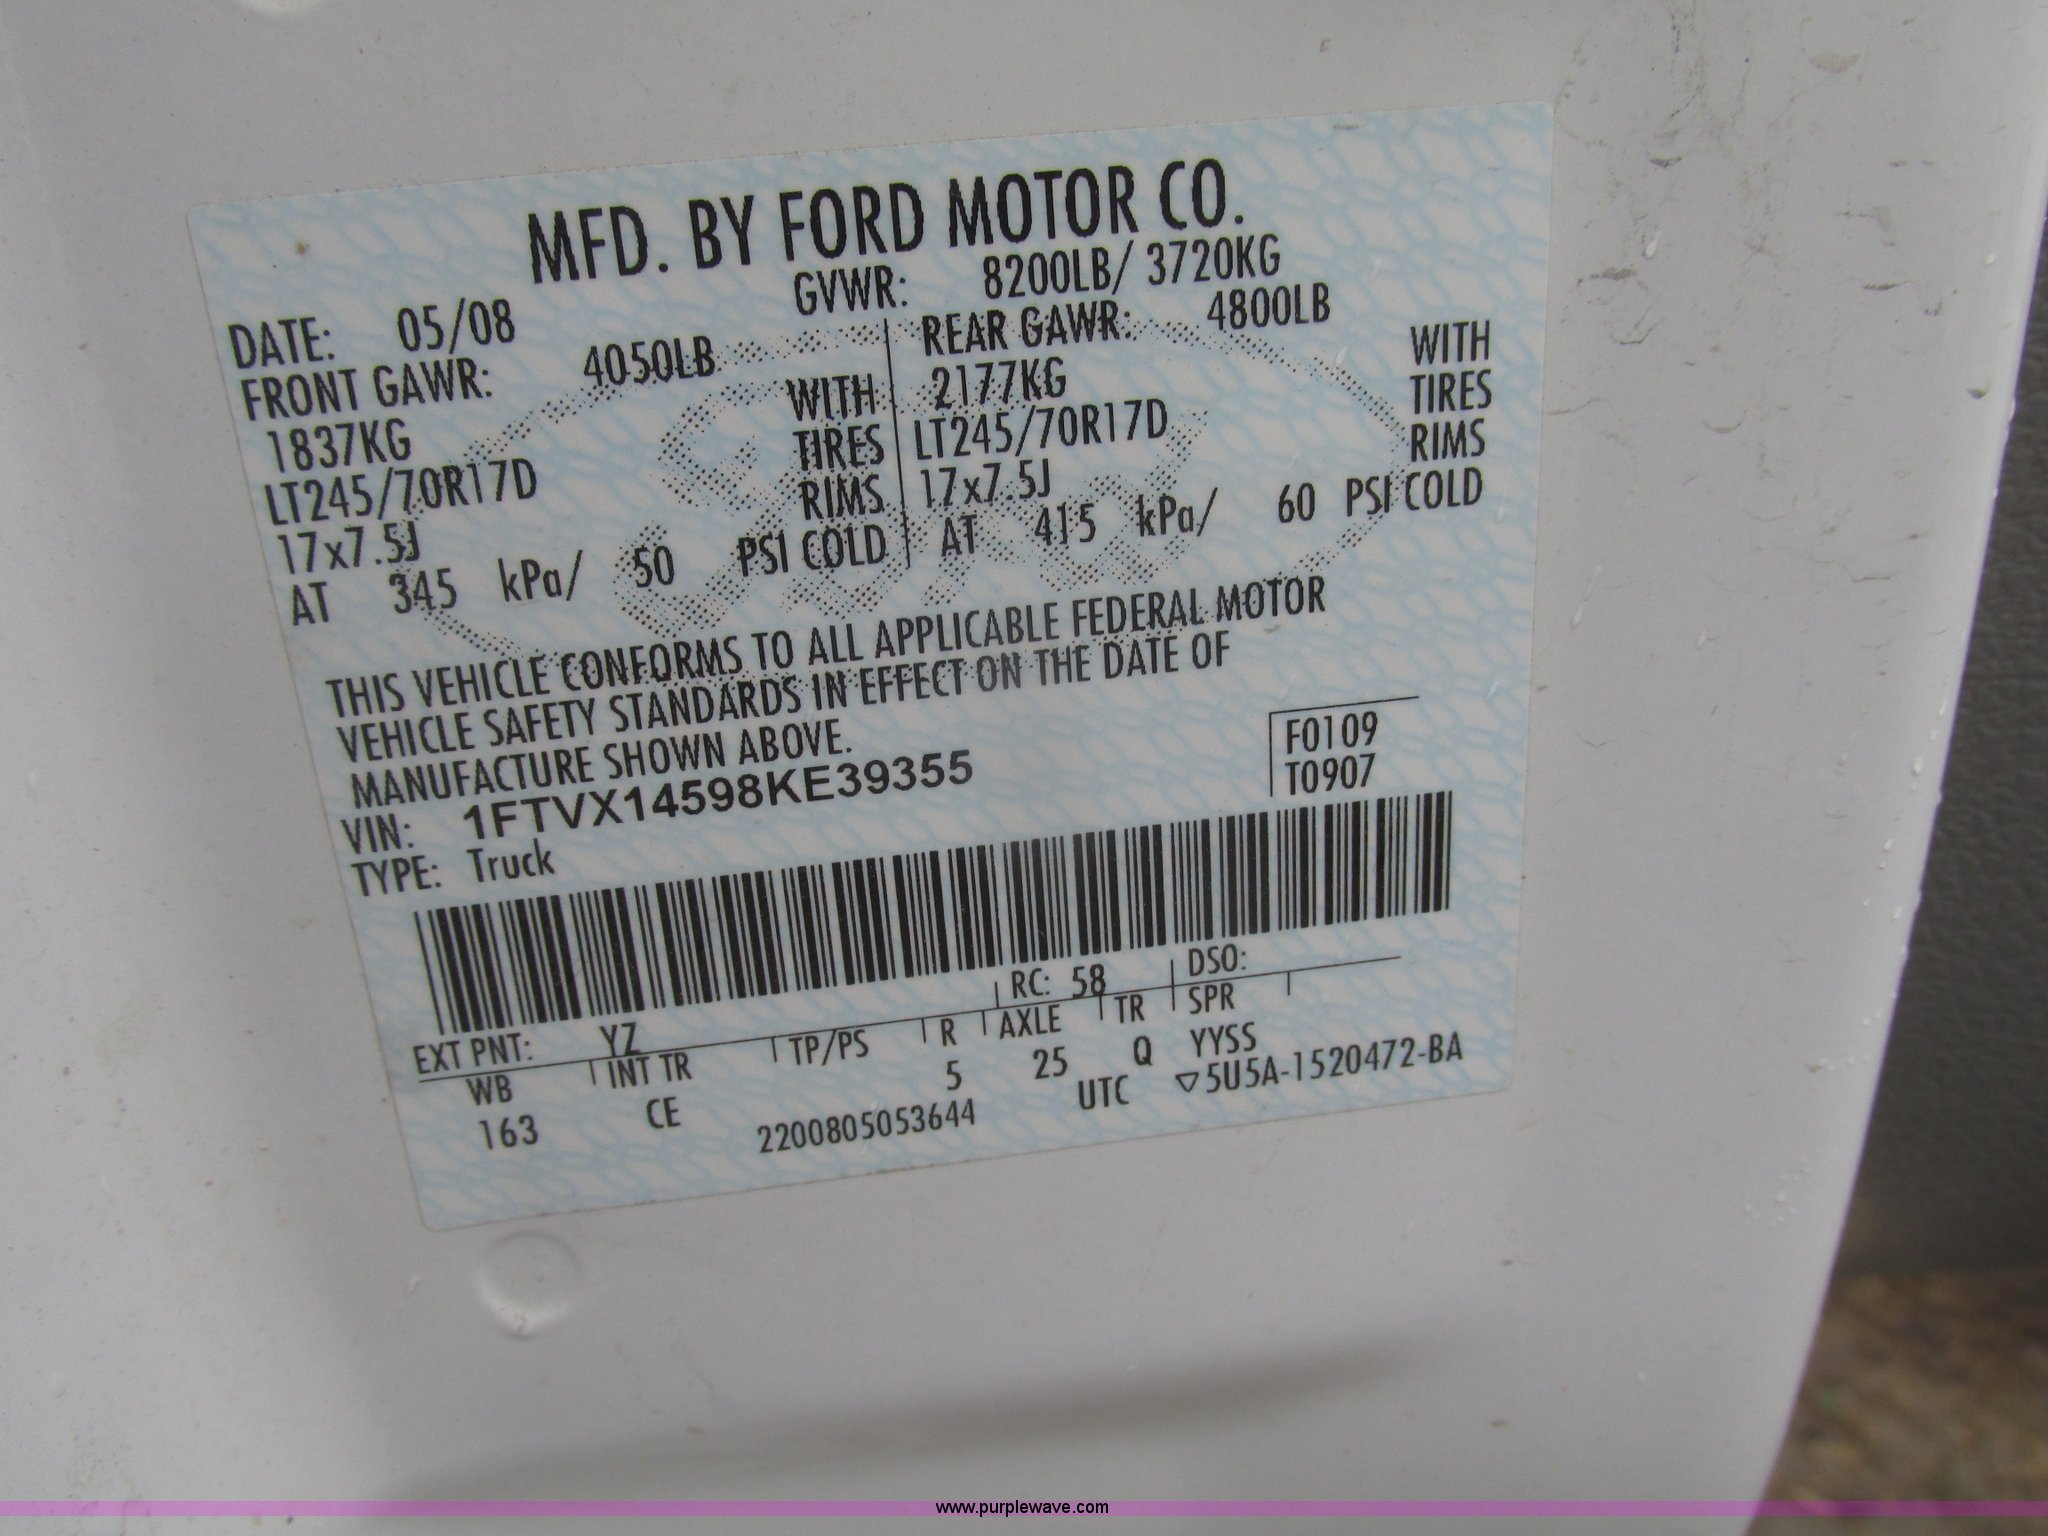 MFD. BY FORD MOTOR CO.
DATE: 05/08 GVWR: 8200LB/ 3720KG
FRONT GAWR: 4050LB REAR GAWR: 4800LB
1837KG WITH 2177KG WITH
LT245/70R17D TIRES LT245/70R17D TIRES
17x7.5J RIMS 17x7.5J RIMS
AT 345 kPa/ 50 PSI COLD AT 415 kPa/ 60 PSI COLD
THIS VEHICLE CONFORMS TO ALL APPLICABLE FEDERAL MOTOR
VEHICLE SAFETY STANDARDS IN EFFECT ON THE DATE OF
MANUFACTURE SHOWN ABOVE.
F0109
VIN: 1FTVX14598KE39355 T0907
TYPE: Truck
EXT PNT: YZ RC: 58 DSO:
WB INT TR TP/PS R AXLE TR SPR
163 CE 5 25 Q YYSS
2200805053644 UTC ▽5U5A-1520472-BA
www.purplewave.com